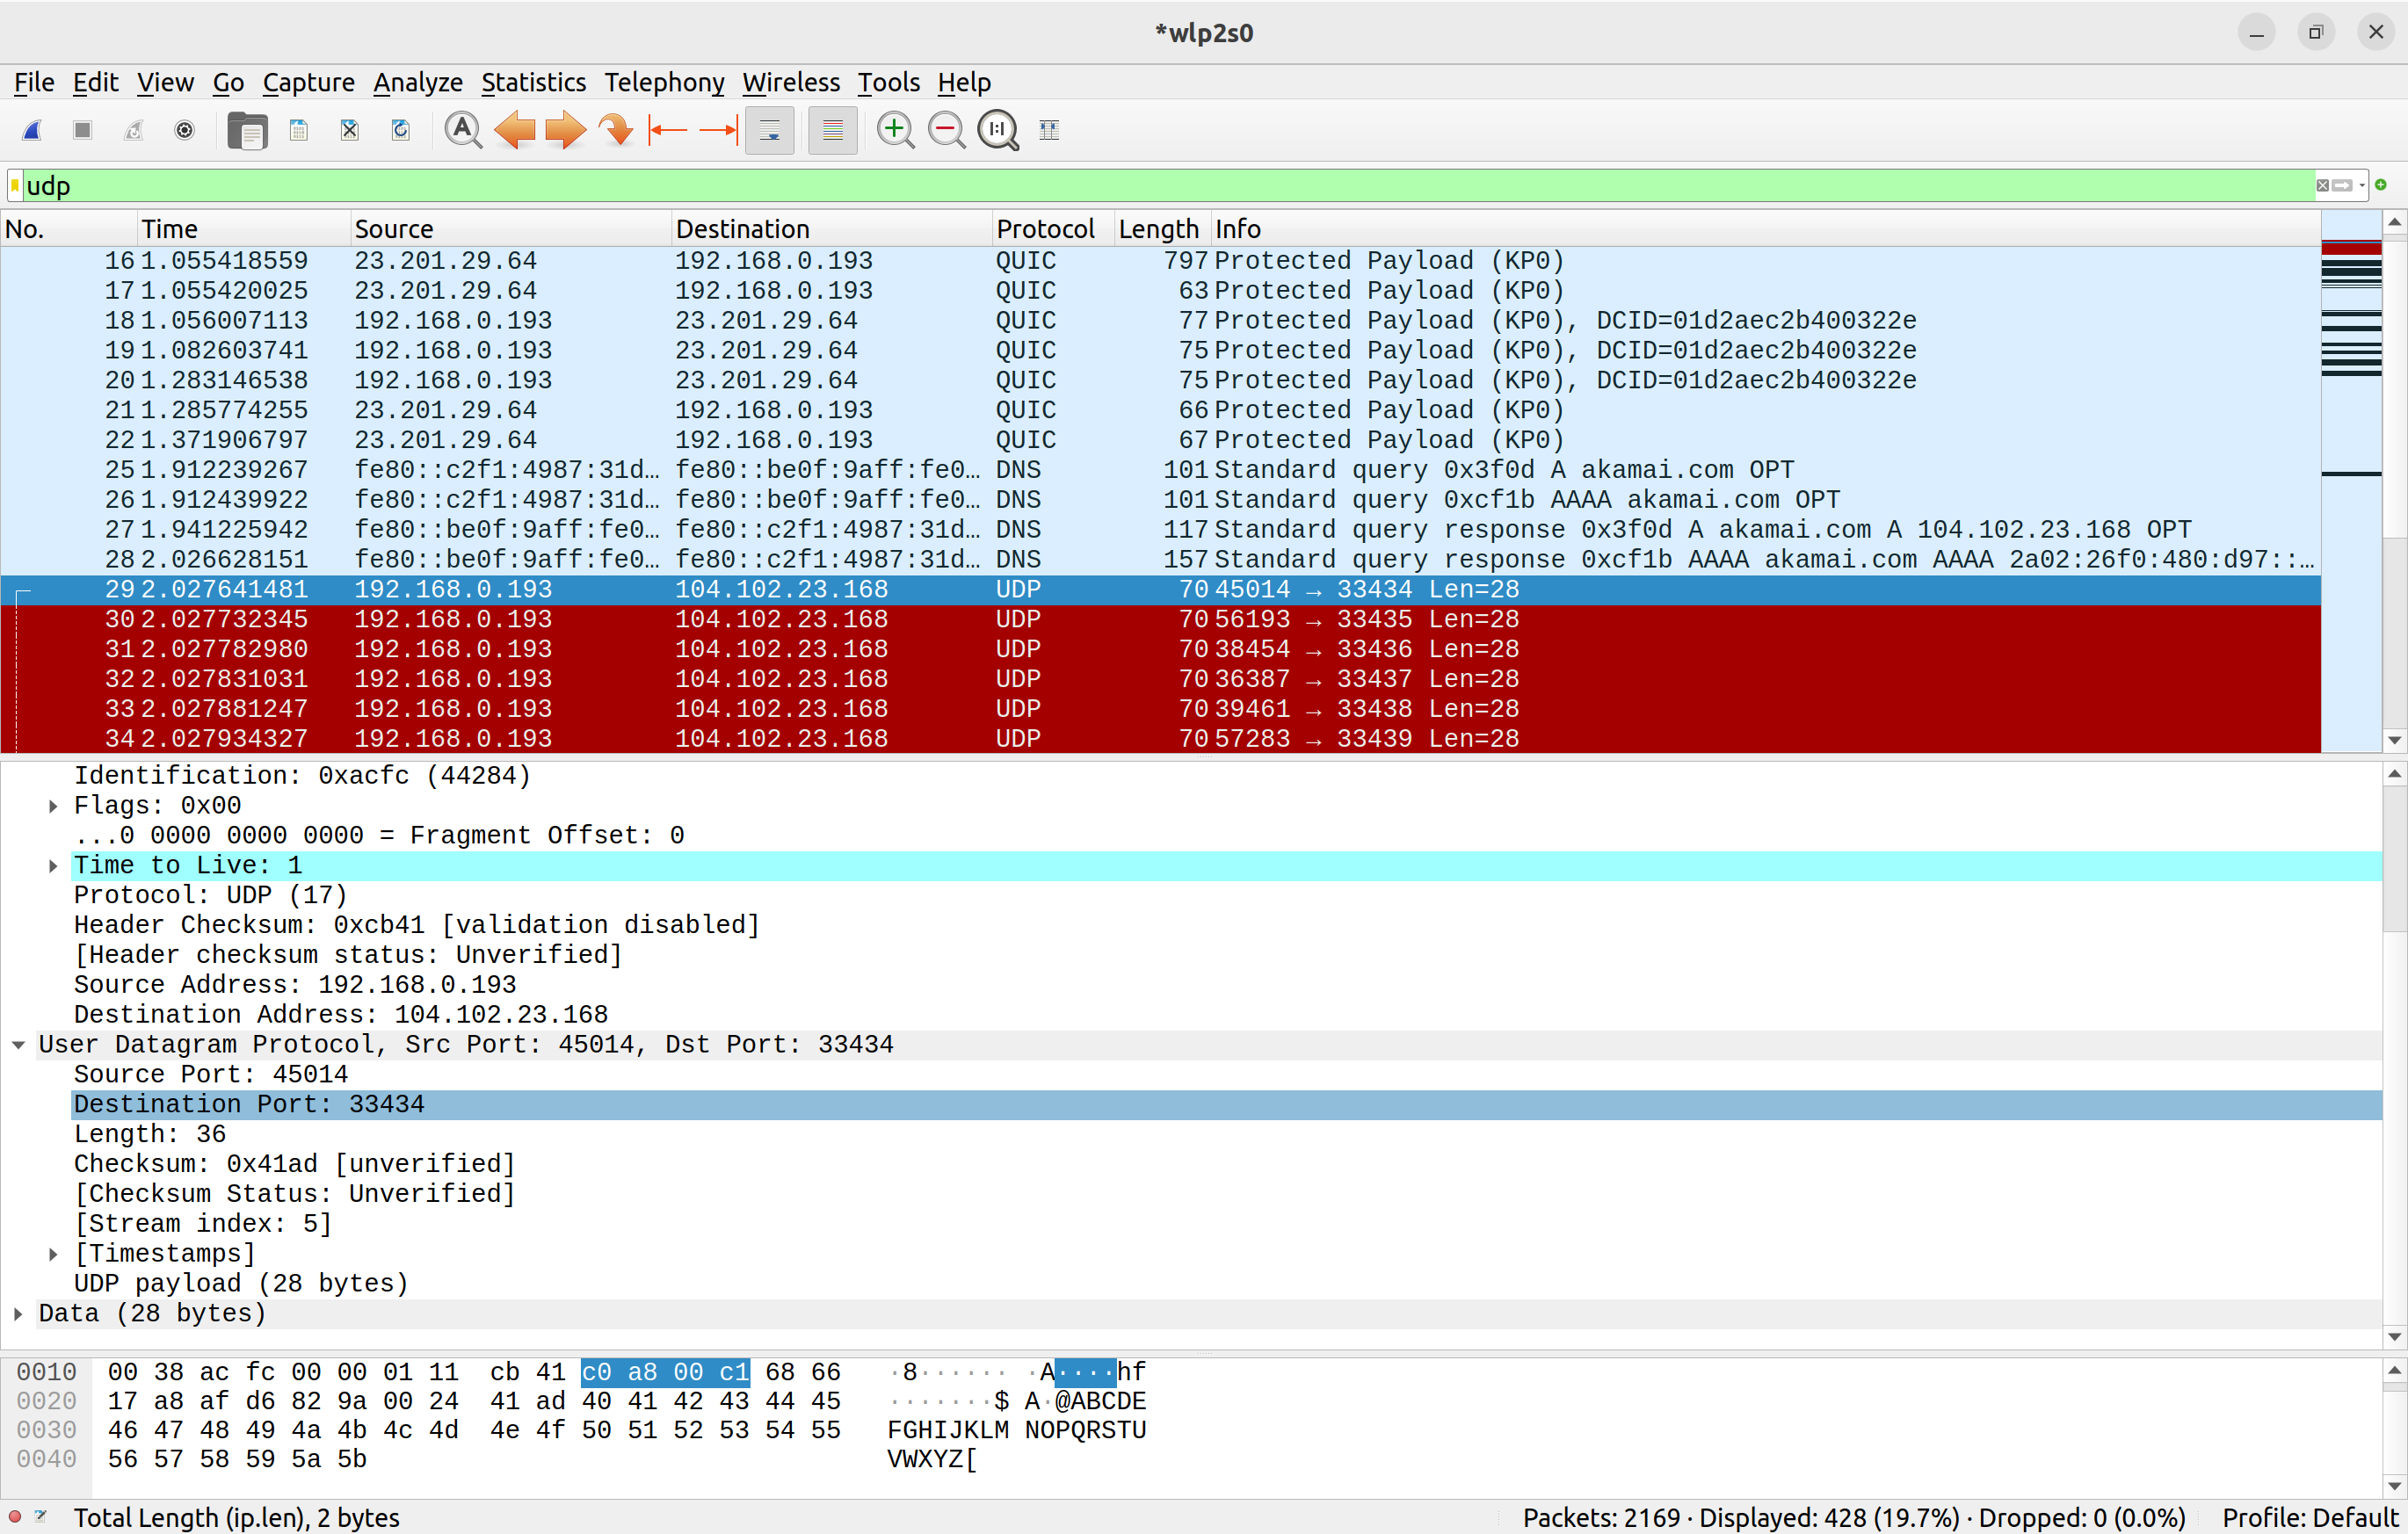 *wlp2s0
File Edit View Go Capture Analyze Statistics Telephony Wireless Tools Help
udp
No. Time Source Destination Protocol Length Info
16 1.055418559 23.201.29.64 192.168.0.193 QUIC 797 Protected Payload (KP0)
17 1.055420025 23.201.29.64 192.168.0.193 QUIC 63 Protected Payload (KP0)
18 1.056007113 192.168.0.193 23.201.29.64 QUIC 77 Protected Payload (KP0), DCID=01d2aec2b400322e
19 1.082603741 192.168.0.193 23.201.29.64 QUIC 75 Protected Payload (KP0), DCID=01d2aec2b400322e
20 1.283146538 192.168.0.193 23.201.29.64 QUIC 75 Protected Payload (KP0), DCID=01d2aec2b400322e
21 1.285774255 23.201.29.64 192.168.0.193 QUIC 66 Protected Payload (KP0)
22 1.371906797 23.201.29.64 192.168.0.193 QUIC 67 Protected Payload (KP0)
25 1.912239267 fe80::c2f1:4987:31d… fe80::be0f:9aff:fe0… DNS 101 Standard query 0x3f0d A akamai.com OPT
26 1.912439922 fe80::c2f1:4987:31d… fe80::be0f:9aff:fe0… DNS 101 Standard query 0xcf1b AAAA akamai.com OPT
27 1.941225942 fe80::be0f:9aff:fe0… fe80::c2f1:4987:31d… DNS 117 Standard query response 0x3f0d A akamai.com A 104.102.23.168 OPT
28 2.026628151 fe80::be0f:9aff:fe0… fe80::c2f1:4987:31d… DNS 157 Standard query response 0xcf1b AAAA akamai.com AAAA 2a02:26f0:480:d97::…
29 2.027641481 192.168.0.193 104.102.23.168 UDP 70 45014 → 33434 Len=28
30 2.027732345 192.168.0.193 104.102.23.168 UDP 70 56193 → 33435 Len=28
31 2.027782980 192.168.0.193 104.102.23.168 UDP 70 38454 → 33436 Len=28
32 2.027831031 192.168.0.193 104.102.23.168 UDP 70 36387 → 33437 Len=28
33 2.027881247 192.168.0.193 104.102.23.168 UDP 70 39461 → 33438 Len=28
34 2.027934327 192.168.0.193 104.102.23.168 UDP 70 57283 → 33439 Len=28
Identification: 0xacfc (44284)
Flags: 0x00
...0 0000 0000 0000 = Fragment Offset: 0
Time to Live: 1
Protocol: UDP (17)
Header Checksum: 0xcb41 [validation disabled]
[Header checksum status: Unverified]
Source Address: 192.168.0.193
Destination Address: 104.102.23.168
User Datagram Protocol, Src Port: 45014, Dst Port: 33434
Source Port: 45014
Destination Port: 33434
Length: 36
Checksum: 0x41ad [unverified]
[Checksum Status: Unverified]
[Stream index: 5]
[Timestamps]
UDP payload (28 bytes)
Data (28 bytes)
0010 00 38 ac fc 00 00 01 11 cb 41 c0 a8 00 c1 68 66 ·8······ ·A····hf
0020 17 a8 af d6 82 9a 00 24 41 ad 40 41 42 43 44 45 ·······$ A·@ABCDE
0030 46 47 48 49 4a 4b 4c 4d 4e 4f 50 51 52 53 54 55 FGHIJKLM NOPQRSTU
0040 56 57 58 59 5a 5b VWXYZ[
Total Length (ip.len), 2 bytes Packets: 2169 · Displayed: 428 (19.7%) · Dropped: 0 (0.0%) Profile: Default